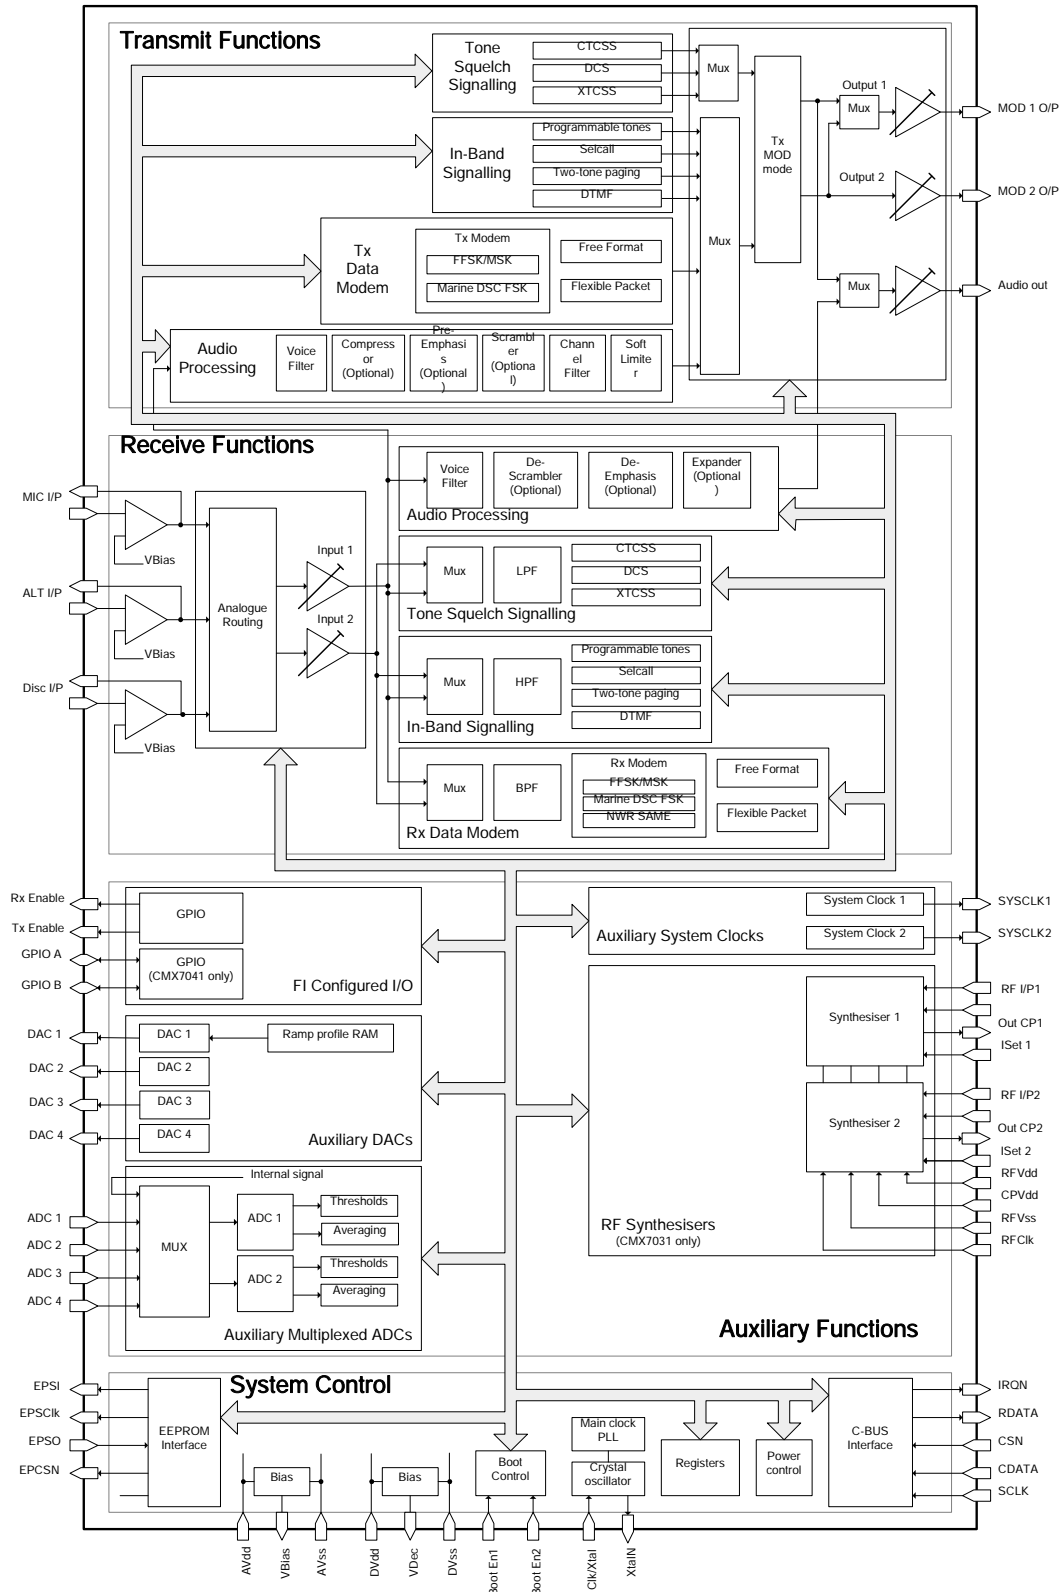 Transmit Functions
Tone
Squelch
Signalling
CTCSS
DCS
XTCSS
Mux
In-Band
Signalling
Programmable tones
Selcall
Two-tone paging
DTMF
Mux
Tx
MOD
mode
Output 1
Mux
MOD 1 O/P
Output 2
MOD 2 O/P
Mux
Audio out
Tx
Data
Modem
Tx Modem
FFSK/MSK
Marine DSC FSK
Free Format
Flexible Packet
Audio
Processing
Voice
Filter
Compress
or
(Optional)
Pre-
Emphasi
s
(Optional
)
Scrambl
er
(Optiona
l)
Chann
el
Filter
Soft
Limite
r
Receive Functions
MIC I/P
VBias
ALT I/P
VBias
Disc I/P
VBias
Analogue
Routing
Input 1
Input 2
Voice
Filter
De-
Scrambler
(Optional)
De-
Emphasis
(Optional)
Expander
(Optional
)
Audio Processing
Mux
LPF
CTCSS
DCS
XTCSS
Tone Squelch Signalling
Mux
HPF
Programmable tones
Selcall
Two-tone paging
DTMF
In-Band Signalling
Mux
BPF
Rx Modem
FFSK/MSK
Marine DSC FSK
NWR SAME
Free Format
Flexible Packet
Rx Data Modem
Rx Enable
Tx Enable
GPIO A
GPIO B
GPIO
GPIO
(CMX7041 only)
FI Configured I/O
System Clock 1
System Clock 2
Auxiliary System Clocks
SYSCLK1
SYSCLK2
DAC 1
DAC 2
DAC 3
DAC 4
DAC 1
Ramp profile RAM
DAC 2
DAC 3
DAC 4
Auxiliary DACs
Synthesiser 1
Synthesiser 2
RF I/P1
Out CP1
ISet 1
RF I/P2
Out CP2
ISet 2
RFVdd
CPVdd
RFVss
RFClk
RF Synthesisers
(CMX7031 only)
Internal signal
ADC 1
ADC 2
ADC 3
ADC 4
MUX
ADC 1
Thresholds
Averaging
ADC 2
Thresholds
Averaging
Auxiliary Multiplexed ADCs
Auxiliary Functions
System Control
EPSI
EPSClk
EPSO
EPCSN
EEPROM
Interface
Bias
Bias
Boot
Control
Main clock
PLL
Crystal
oscillator
Registers
Power
control
C-BUS
Interface
IRQN
RDATA
CSN
CDATA
SCLK
AVdd
VBias
AVss
DVdd
VDec
DVss
Boot En1
Boot En2
Clk/Xtal
XtalN